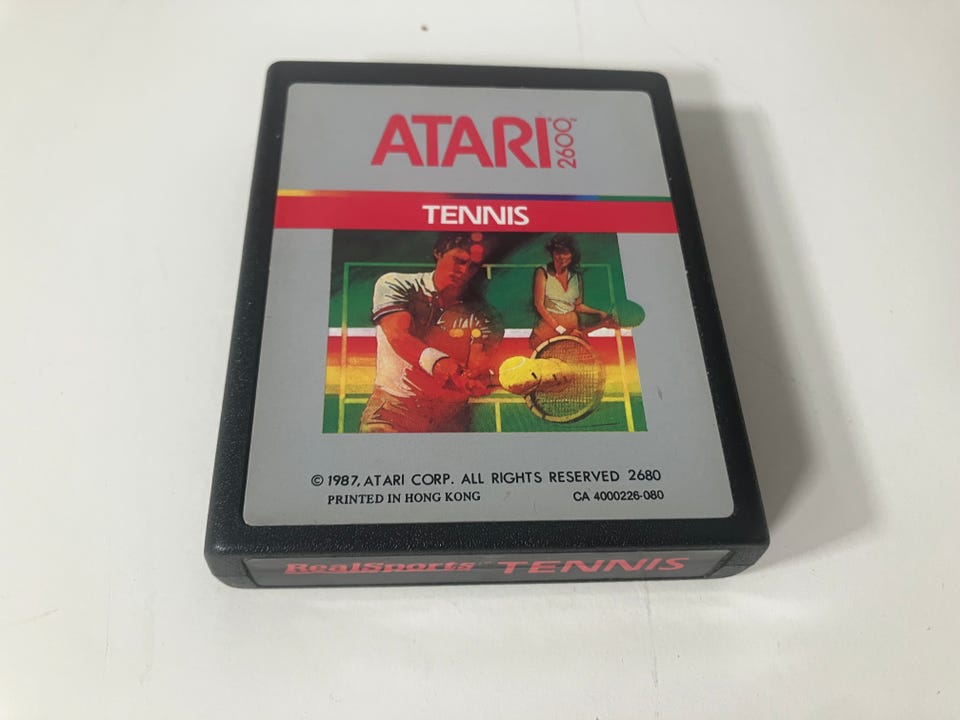 ATARI 2600
TENNIS
© 1987, ATARI CORP. ALL RIGHTS RESERVED 2680
PRINTED IN HONG KONG CA 4000226-080
RealSports TENNIS